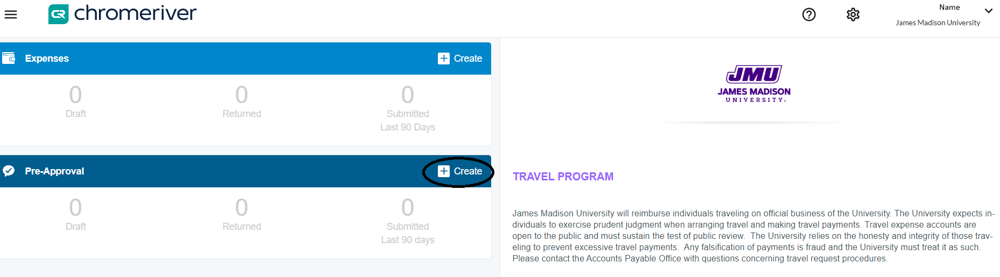 CR chromeriver
Name
James Madison University
Expenses
Create
0
0
0
Draft
Returned
Submitted
Last 90 Days
Pre-Approval
Create
0
0
0
Draft
Returned
Submitted
Last 90 days
JMU
JAMES MADISON
UNIVERSITY®
TRAVEL PROGRAM
James Madison University will reimburse individuals traveling on official business of the University. The University expects in-
dividuals to exercise prudent judgment when arranging travel and making travel payments. Travel expense accounts are
open to the public and must sustain the test of public review.  The University relies on the honesty and integrity of those trav-
eling to prevent excessive travel payments.  Any falsification of payments is fraud and the University must treat it as such.
Please contact the Accounts Payable Office with questions concerning travel request procedures.